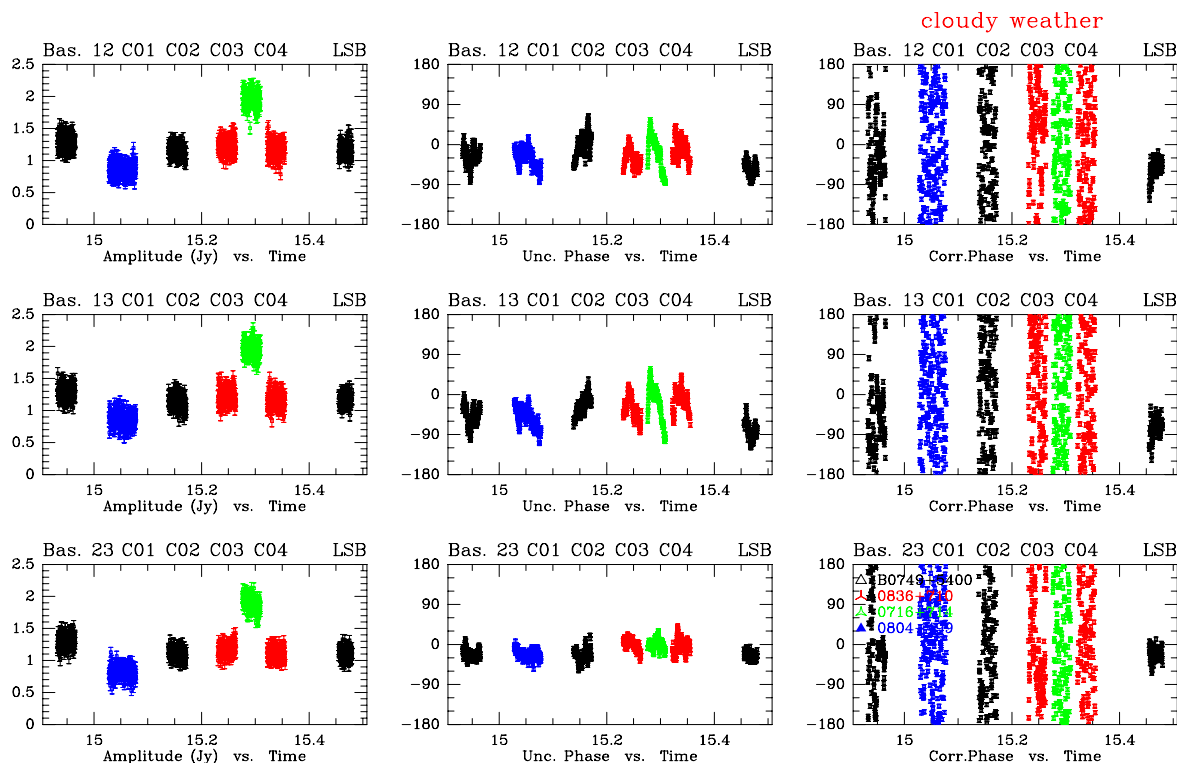 cloudy weather
Bas. 12 C01 C02 C03 C04 LSB
Bas. 12 C01 C02 C03 C04 LSB
Bas. 12 C01 C02 C03 C04 LSB
2.5
2
1.5
1
0.5
0
180
90
0
−90
−180
180
90
0
−90
−180
15 15.2 15.4
15 15.2 15.4
15 15.2 15.4
Amplitude (Jy) vs. Time
Unc. Phase vs. Time
Corr.Phase vs. Time
Bas. 13 C01 C02 C03 C04 LSB
Bas. 13 C01 C02 C03 C04 LSB
Bas. 13 C01 C02 C03 C04 LSB
2.5
2
1.5
1
0.5
0
180
90
0
−90
−180
180
90
0
−90
−180
15 15.2 15.4
15 15.2 15.4
15 15.2 15.4
Amplitude (Jy) vs. Time
Unc. Phase vs. Time
Corr.Phase vs. Time
Bas. 23 C01 C02 C03 C04 LSB
Bas. 23 C01 C02 C03 C04 LSB
Bas. 23 C01 C02 C03 C04 LSB
2.5
2
1.5
1
0.5
0
180
90
0
−90
−180
180
90
0
−90
−180
15 15.2 15.4
15 15.2 15.4
15 15.2 15.4
Amplitude (Jy) vs. Time
Unc. Phase vs. Time
Corr.Phase vs. Time